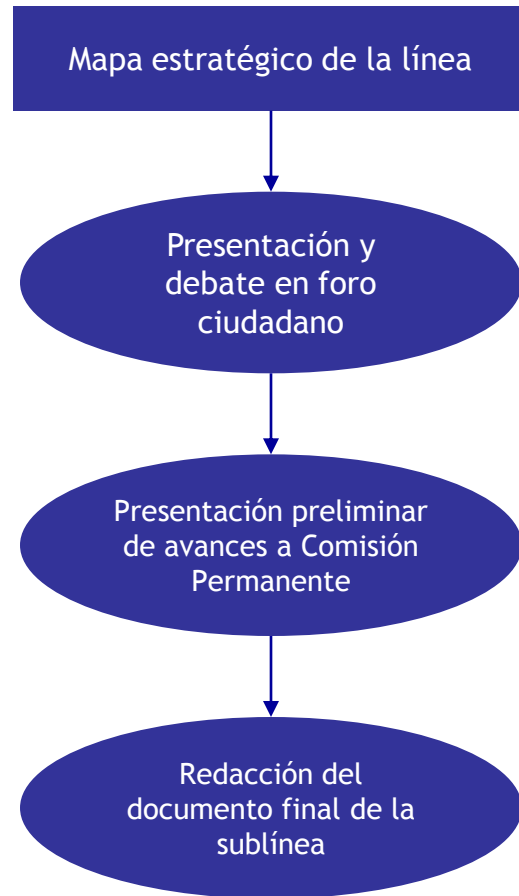 Mapa estratégico de la línea
Presentación y
debate en foro
ciudadano
Presentación preliminar
de avances a Comisión
Permanente
Redacción del
documento final de la
sublínea